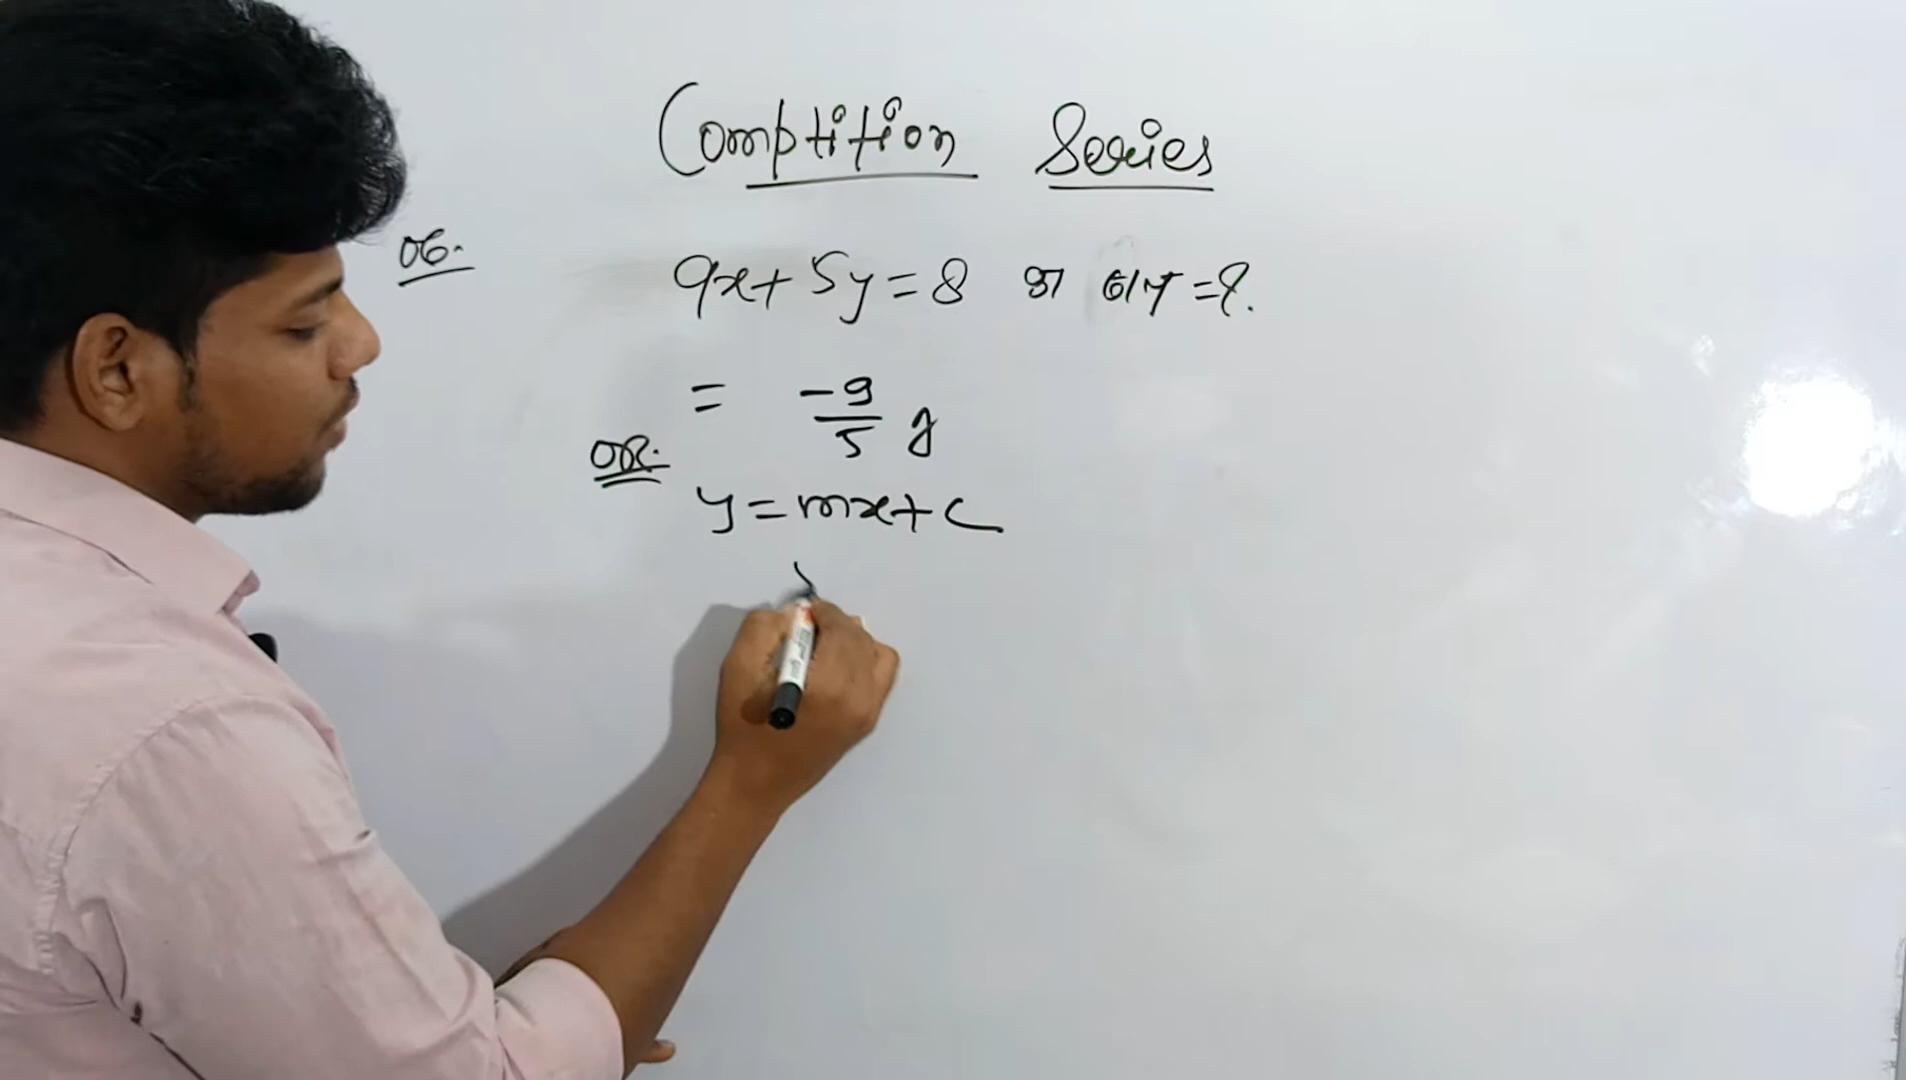 Comptition Series
06.
9x + 5y = 8 का ढाल = ?.
= -9/5 y
OR.
y = mx + c